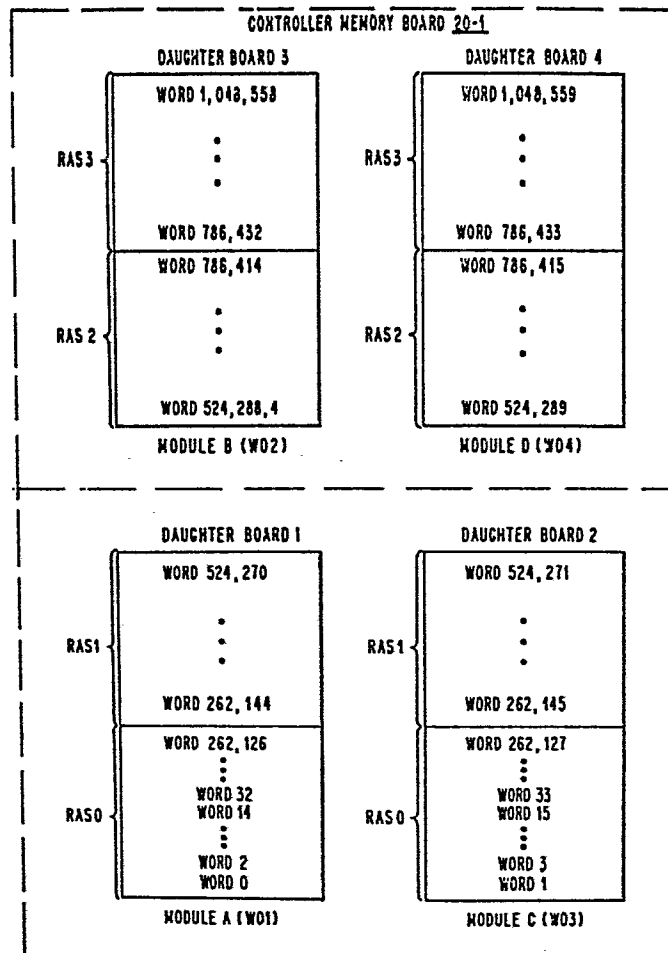 CONTROLLER MEMORY BOARD 20-1
DAUGHTER BOARD 3
WORD 1,048,558
RAS3
WORD 786,432
WORD 786,414
RAS2
WORD 524,288,4
MODULE B (W02)
DAUGHTER BOARD 4
WORD 1,048,559
RAS3
WORD 786,433
WORD 786,415
RAS2
WORD 524,289
MODULE D (W04)
DAUGHTER BOARD 1
WORD 524,270
RAS1
WORD 262,144
WORD 262,126
WORD 32
RAS0
WORD 14
WORD 2
WORD 0
MODULE A (W01)
DAUGHTER BOARD 2
WORD 524,271
RAS1
WORD 262,145
WORD 262,127
WORD 33
RAS0
WORD 15
WORD 3
WORD 1
MODULE C (W03)